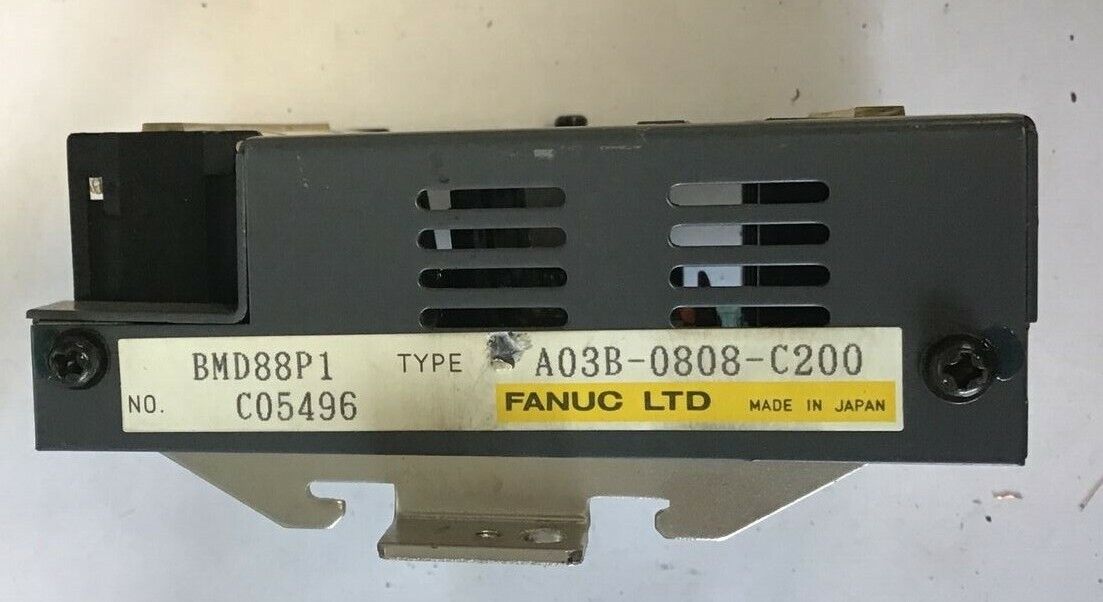 BMD88P1 TYPE A03B-0808-C200
NO. C05496 FANUC LTD MADE IN JAPAN